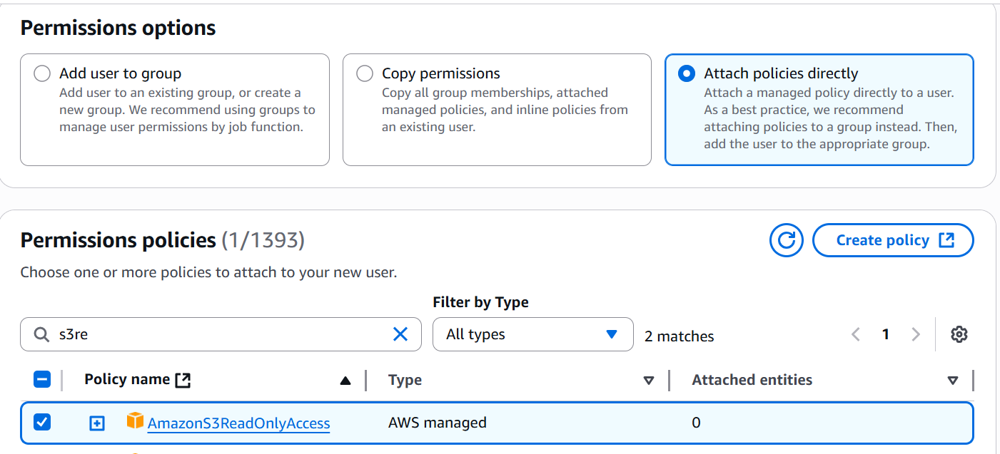 Permissions options
Add user to group
Add user to an existing group, or create a
new group. We recommend using groups to
manage user permissions by job function.
Copy permissions
Copy all group memberships, attached
managed policies, and inline policies from
an existing user.
Attach policies directly
Attach a managed policy directly to a user.
As a best practice, we recommend
attaching policies to a group instead. Then,
add the user to the appropriate group.
Permissions policies (1/1393)
Create policy
Choose one or more policies to attach to your new user.
Filter by Type
s3re
All types
2 matches
1
Policy name
Type
Attached entities
AmazonS3ReadOnlyAccess
AWS managed
0